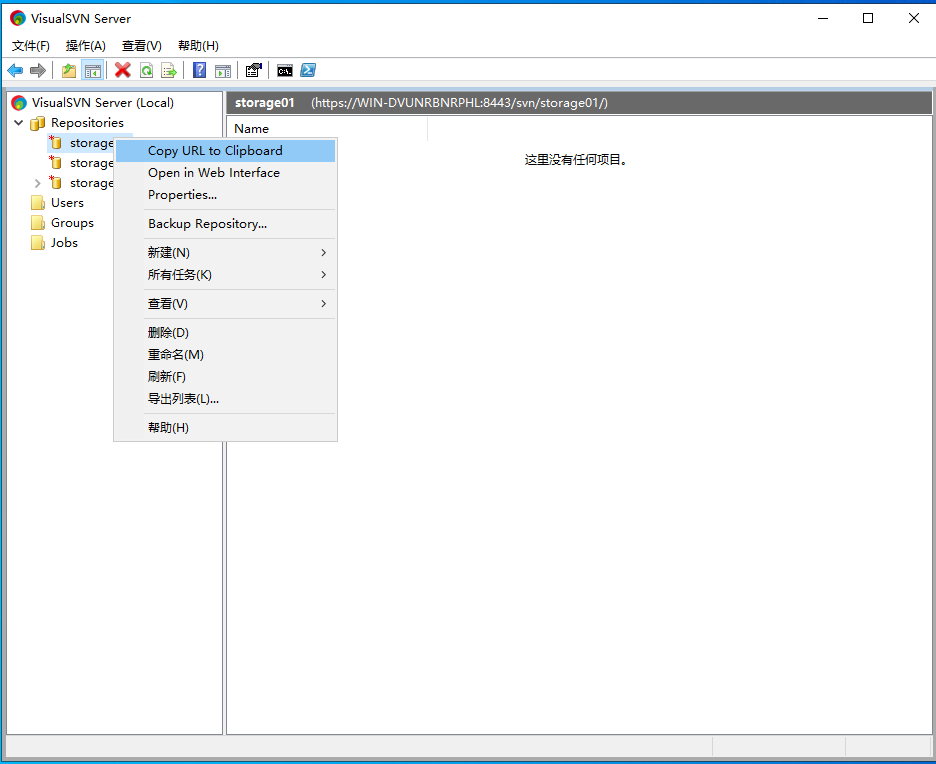 VisualSVN Server
文件(F) 操作(A) 查看(V) 帮助(H)
VisualSVN Server (Local)
Repositories
storage
storage
storage
Users
Groups
Jobs
storage01 (https://WIN-DVUNRBNRPHL:8443/svn/storage01/)
Name
这里没有任何项目。
Copy URL to Clipboard
Open in Web Interface
Properties...
Backup Repository...
新建(N)
所有任务(K)
查看(V)
删除(D)
重命名(M)
刷新(F)
导出列表(L)...
帮助(H)